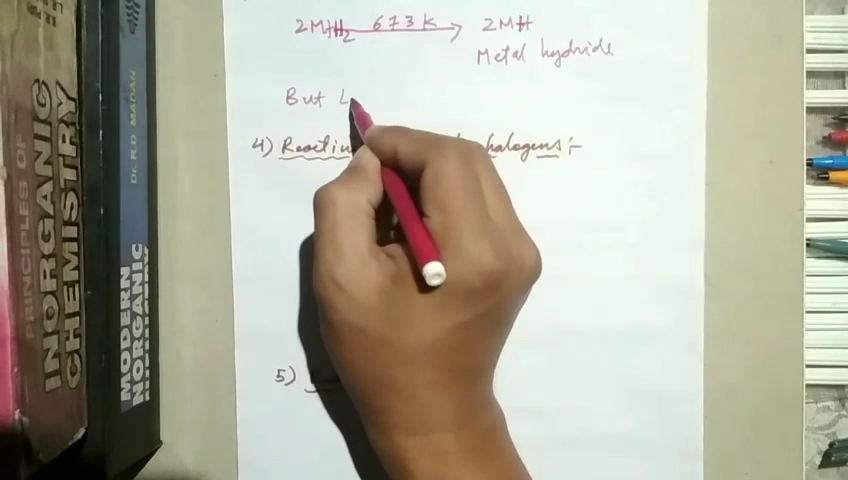 2MH₂ 673 K 2MH
Metal hydride
But L
4) Reactin halogens :-
5)
PRINCIPLES OF
INORGANIC
CHEMISTRY
Dr. R.D MADAN
MODERN
INORGANIC